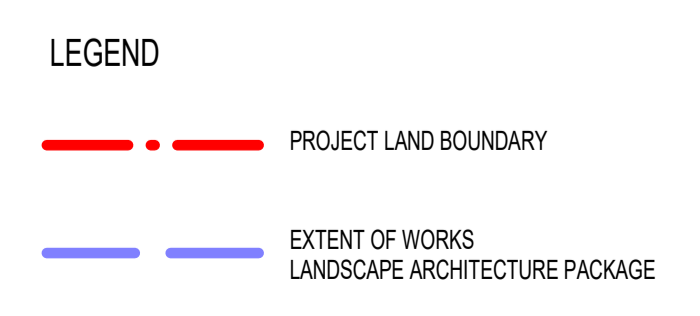 LEGEND
PROJECT LAND BOUNDARY
EXTENT OF WORKS
LANDSCAPE ARCHITECTURE PACKAGE